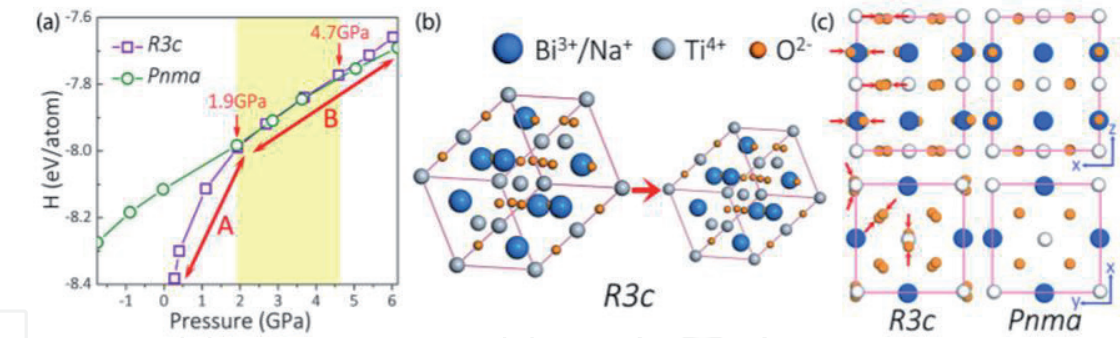 (a)
-7.6
-7.8
-8.0
-8.2
-8.4
H (eV/atom)
R3c
Pnma
4.7GPa
1.9GPa
A
B
-1 0 1 2 3 4 5 6
Pressure (GPa)
(b)
Bi³⁺/Na⁺ Ti⁴⁺ O²⁻
R3c
(c)
z
x
x
y
R3c Pnma